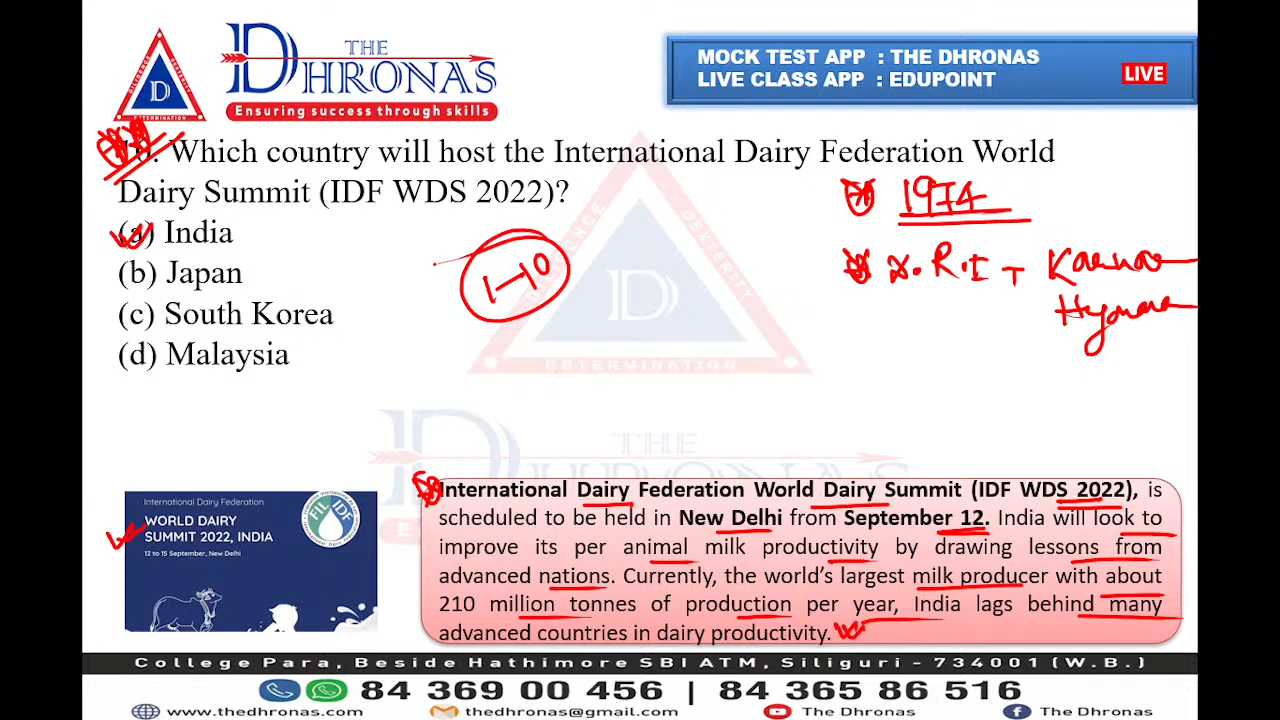 THE
DHRONAS
Ensuring success through skills
DILIGENCE DEXTERITY
D
DETERMINATION
MOCK TEST APP : THE DHRONAS
LIVE CLASS APP : EDUPOINT
LIVE
10. Which country will host the International Dairy Federation World
Dairy Summit (IDF WDS 2022)?
(a) India
(b) Japan
(c) South Korea
(d) Malaysia
1-10
1974
D.R.I
International Dairy Federation
WORLD DAIRY
SUMMIT 2022, INDIA
12 to 15 September, New Delhi
FIL IDF
International Dairy Federation World Dairy Summit (IDF WDS 2022), is
scheduled to be held in New Delhi from September 12. India will look to
improve its per animal milk productivity by drawing lessons from
advanced nations. Currently, the world's largest milk producer with about
210 million tonnes of production per year, India lags behind many
advanced countries in dairy productivity.
College Para, Beside Hathimore SBI ATM, Siliguri - 734001 (W.B.)
84 369 00 456 | 84 365 86 516
www.thedhronas.com thedhronas@gmail.com The Dhronas The Dhronas